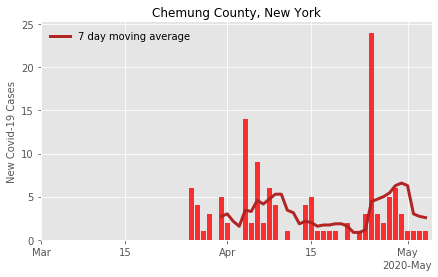 Chemung County, New York
7 day moving average
New Covid-19 Cases
25
20
15
10
5
0
Mar
15
Apr
15
May
2020-May